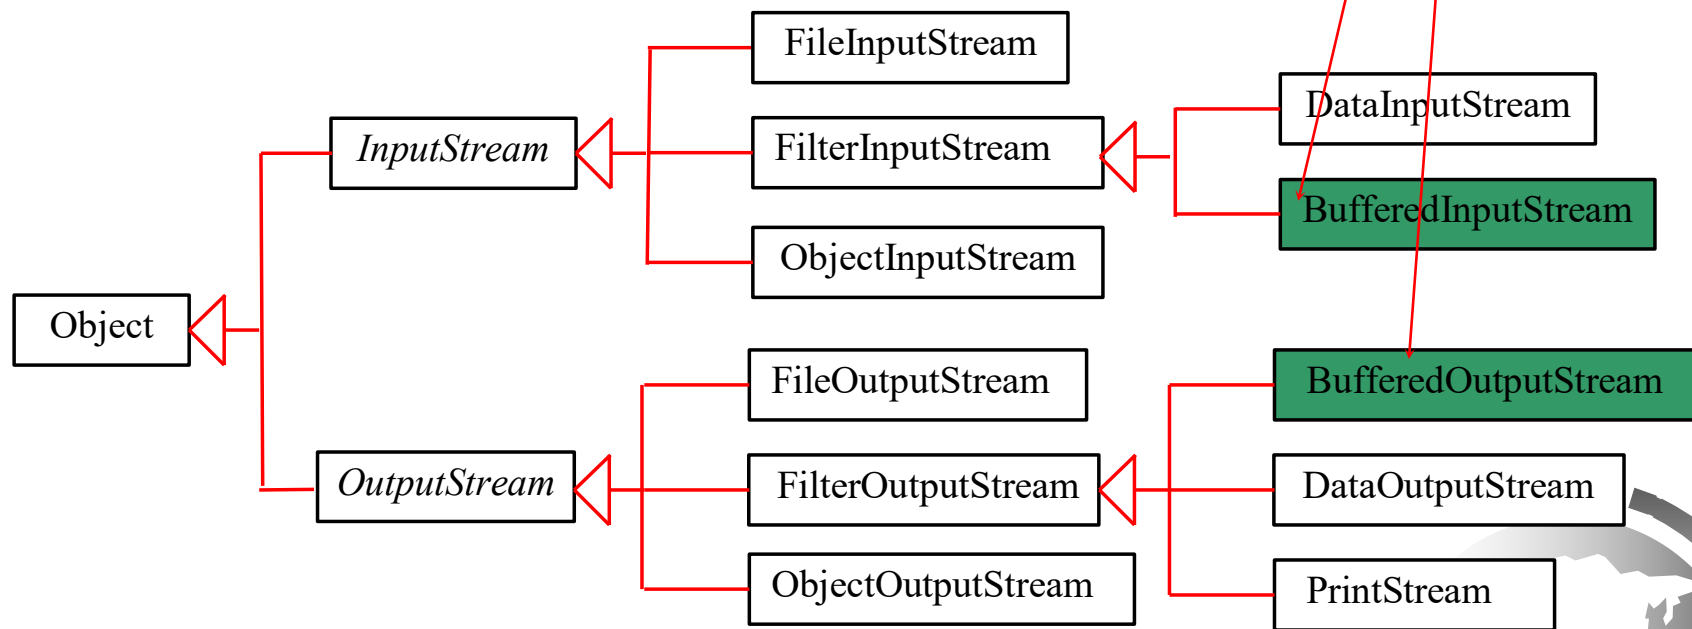 FileInputStream
DataInputStream
InputStream
FilterInputStream
BufferedInputStream
ObjectInputStream
Object
FileOutputStream
BufferedOutputStream
OutputStream
FilterOutputStream
DataOutputStream
ObjectOutputStream
PrintStream